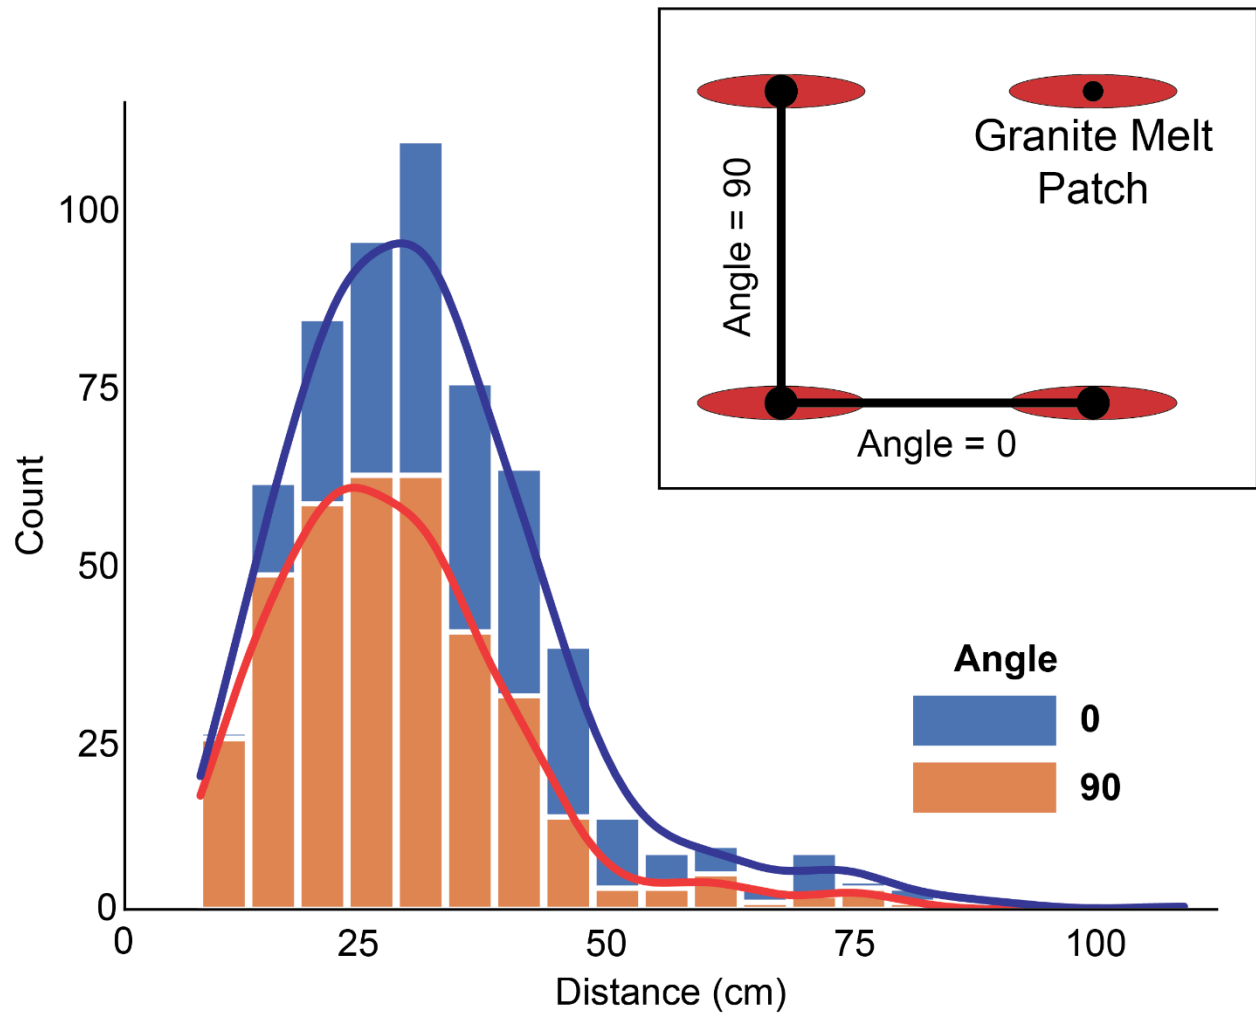 Granite Melt
Patch
Angle = 90
Angle = 0
Count
100
75
50
25
0
0
25
50
75
100
Distance (cm)
Angle
0
90